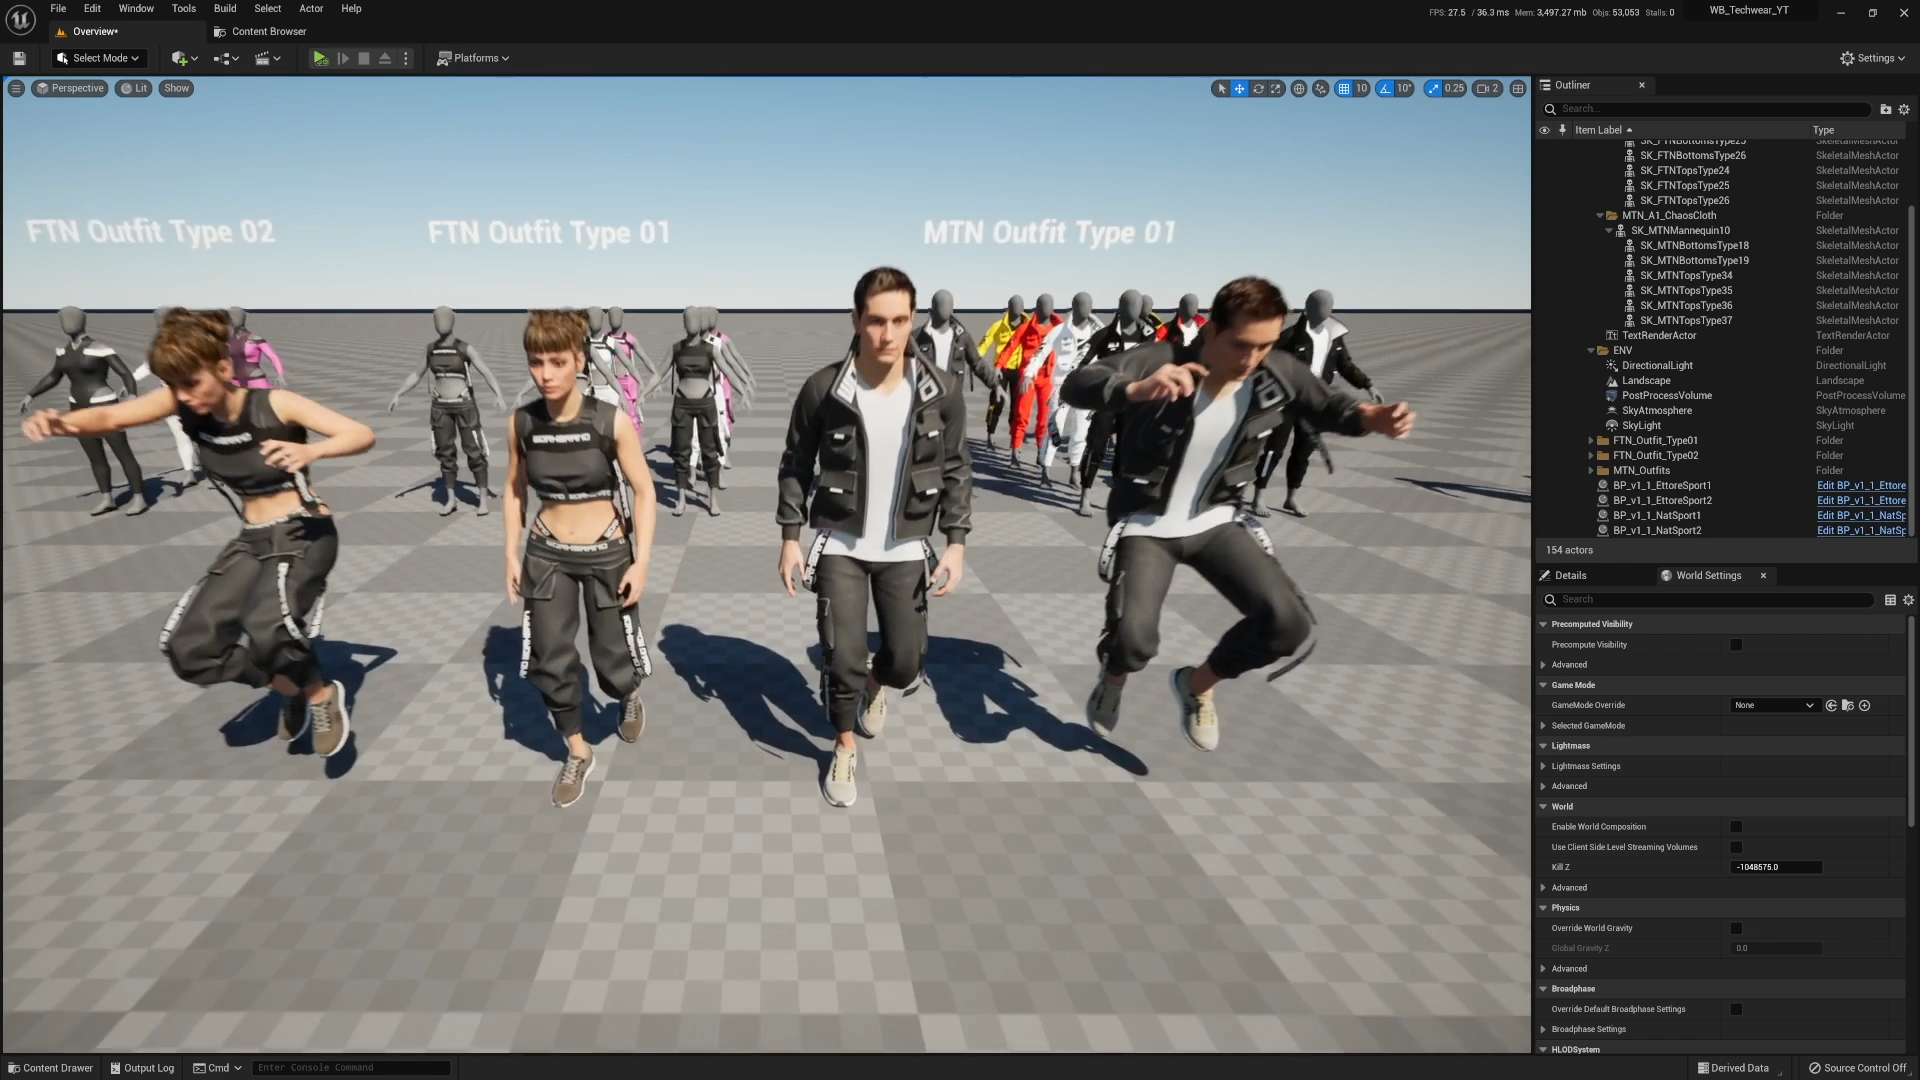 File Edit Window Tools Build Select Actor Help
FPS: 27.5 / 36.3 ms Mem: 3,497.27 mb Objs: 53,053 Stalls: 0
WB_Techwear_YT
Overview*
Content Browser
Select Mode
Platforms
Settings
Perspective
Lit
Show
10
10°
0.25
2
FTN Outfit Type 02
FTN Outfit Type 01
MTN Outfit Type 01
Outliner
Search...
Item Label
Type
SK_FTNBottomsType25 SkeletalMeshActor
SK_FTNBottomsType26 SkeletalMeshActor
SK_FTNTopsType24 SkeletalMeshActor
SK_FTNTopsType25 SkeletalMeshActor
SK_FTNTopsType26 SkeletalMeshActor
MTN_A1_ChaosCloth Folder
SK_MTNMannequin10 SkeletalMeshActor
SK_MTNBottomsType18 SkeletalMeshActor
SK_MTNBottomsType19 SkeletalMeshActor
SK_MTNTopsType34 SkeletalMeshActor
SK_MTNTopsType35 SkeletalMeshActor
SK_MTNTopsType36 SkeletalMeshActor
SK_MTNTopsType37 SkeletalMeshActor
TextRenderActor TextRenderActor
ENV Folder
DirectionalLight DirectionalLight
Landscape Landscape
PostProcessVolume PostProcessVolume
SkyAtmosphere SkyAtmosphere
SkyLight SkyLight
FTN_Outfit_Type01 Folder
FTN_Outfit_Type02 Folder
MTN_Outfits Folder
BP_v1_1_EttoreSport1 Edit BP_v1_1_Ettore
BP_v1_1_EttoreSport2 Edit BP_v1_1_Ettore
BP_v1_1_NatSport1 Edit BP_v1_1_NatSp
BP_v1_1_NatSport2 Edit BP_v1_1_NatSp
154 actors
Details
World Settings
Search
Precomputed Visibility
Precompute Visibility
Advanced
Game Mode
GameMode Override None
Selected GameMode
Lightmass
Lightmass Settings
Advanced
World
Enable World Composition
Use Client Side Level Streaming Volumes
Kill Z -1048575.0
Advanced
Physics
Override World Gravity
Global Gravity Z 0.0
Advanced
Broadphase
Override Default Broadphase Settings
Broadphase Settings
HLODSystem
Content Drawer
Output Log
Cmd
Enter Console Command
Derived Data
Source Control Off